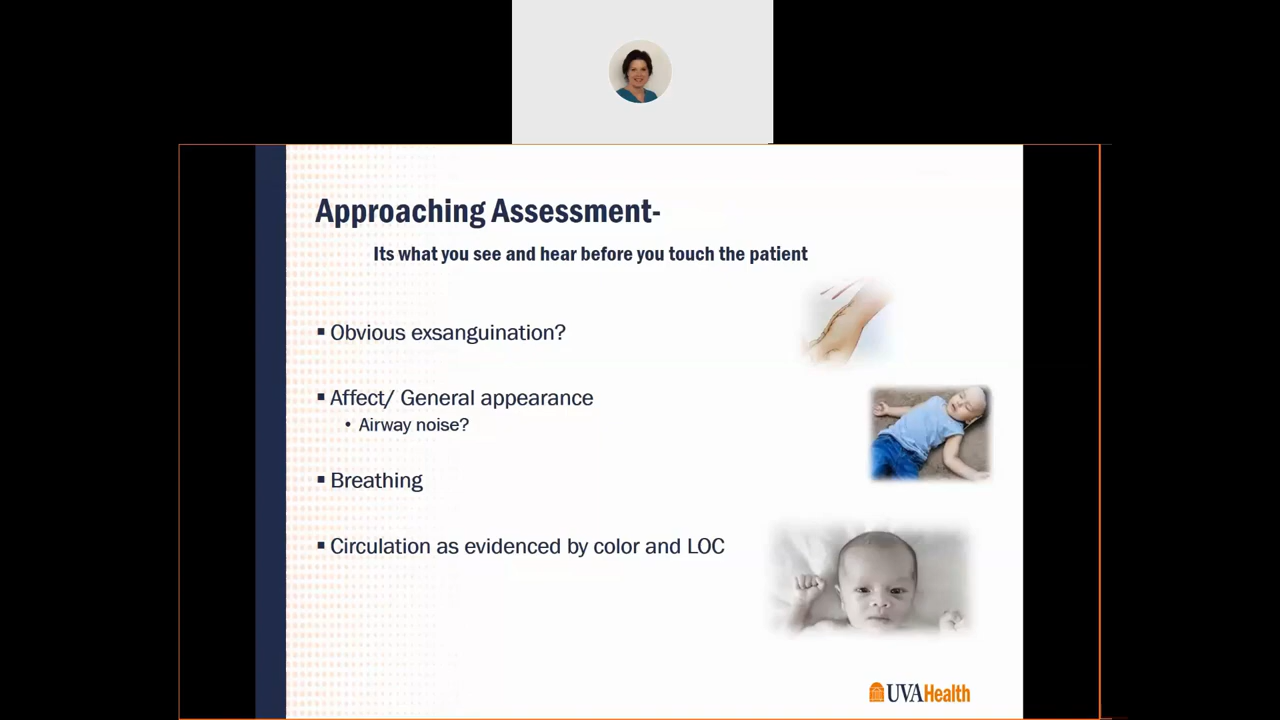 Approaching Assessment-
Its what you see and hear before you touch the patient
▪ Obvious exsanguination?
▪ Affect/ General appearance
• Airway noise?
▪ Breathing
▪ Circulation as evidenced by color and LOC
UVAHealth